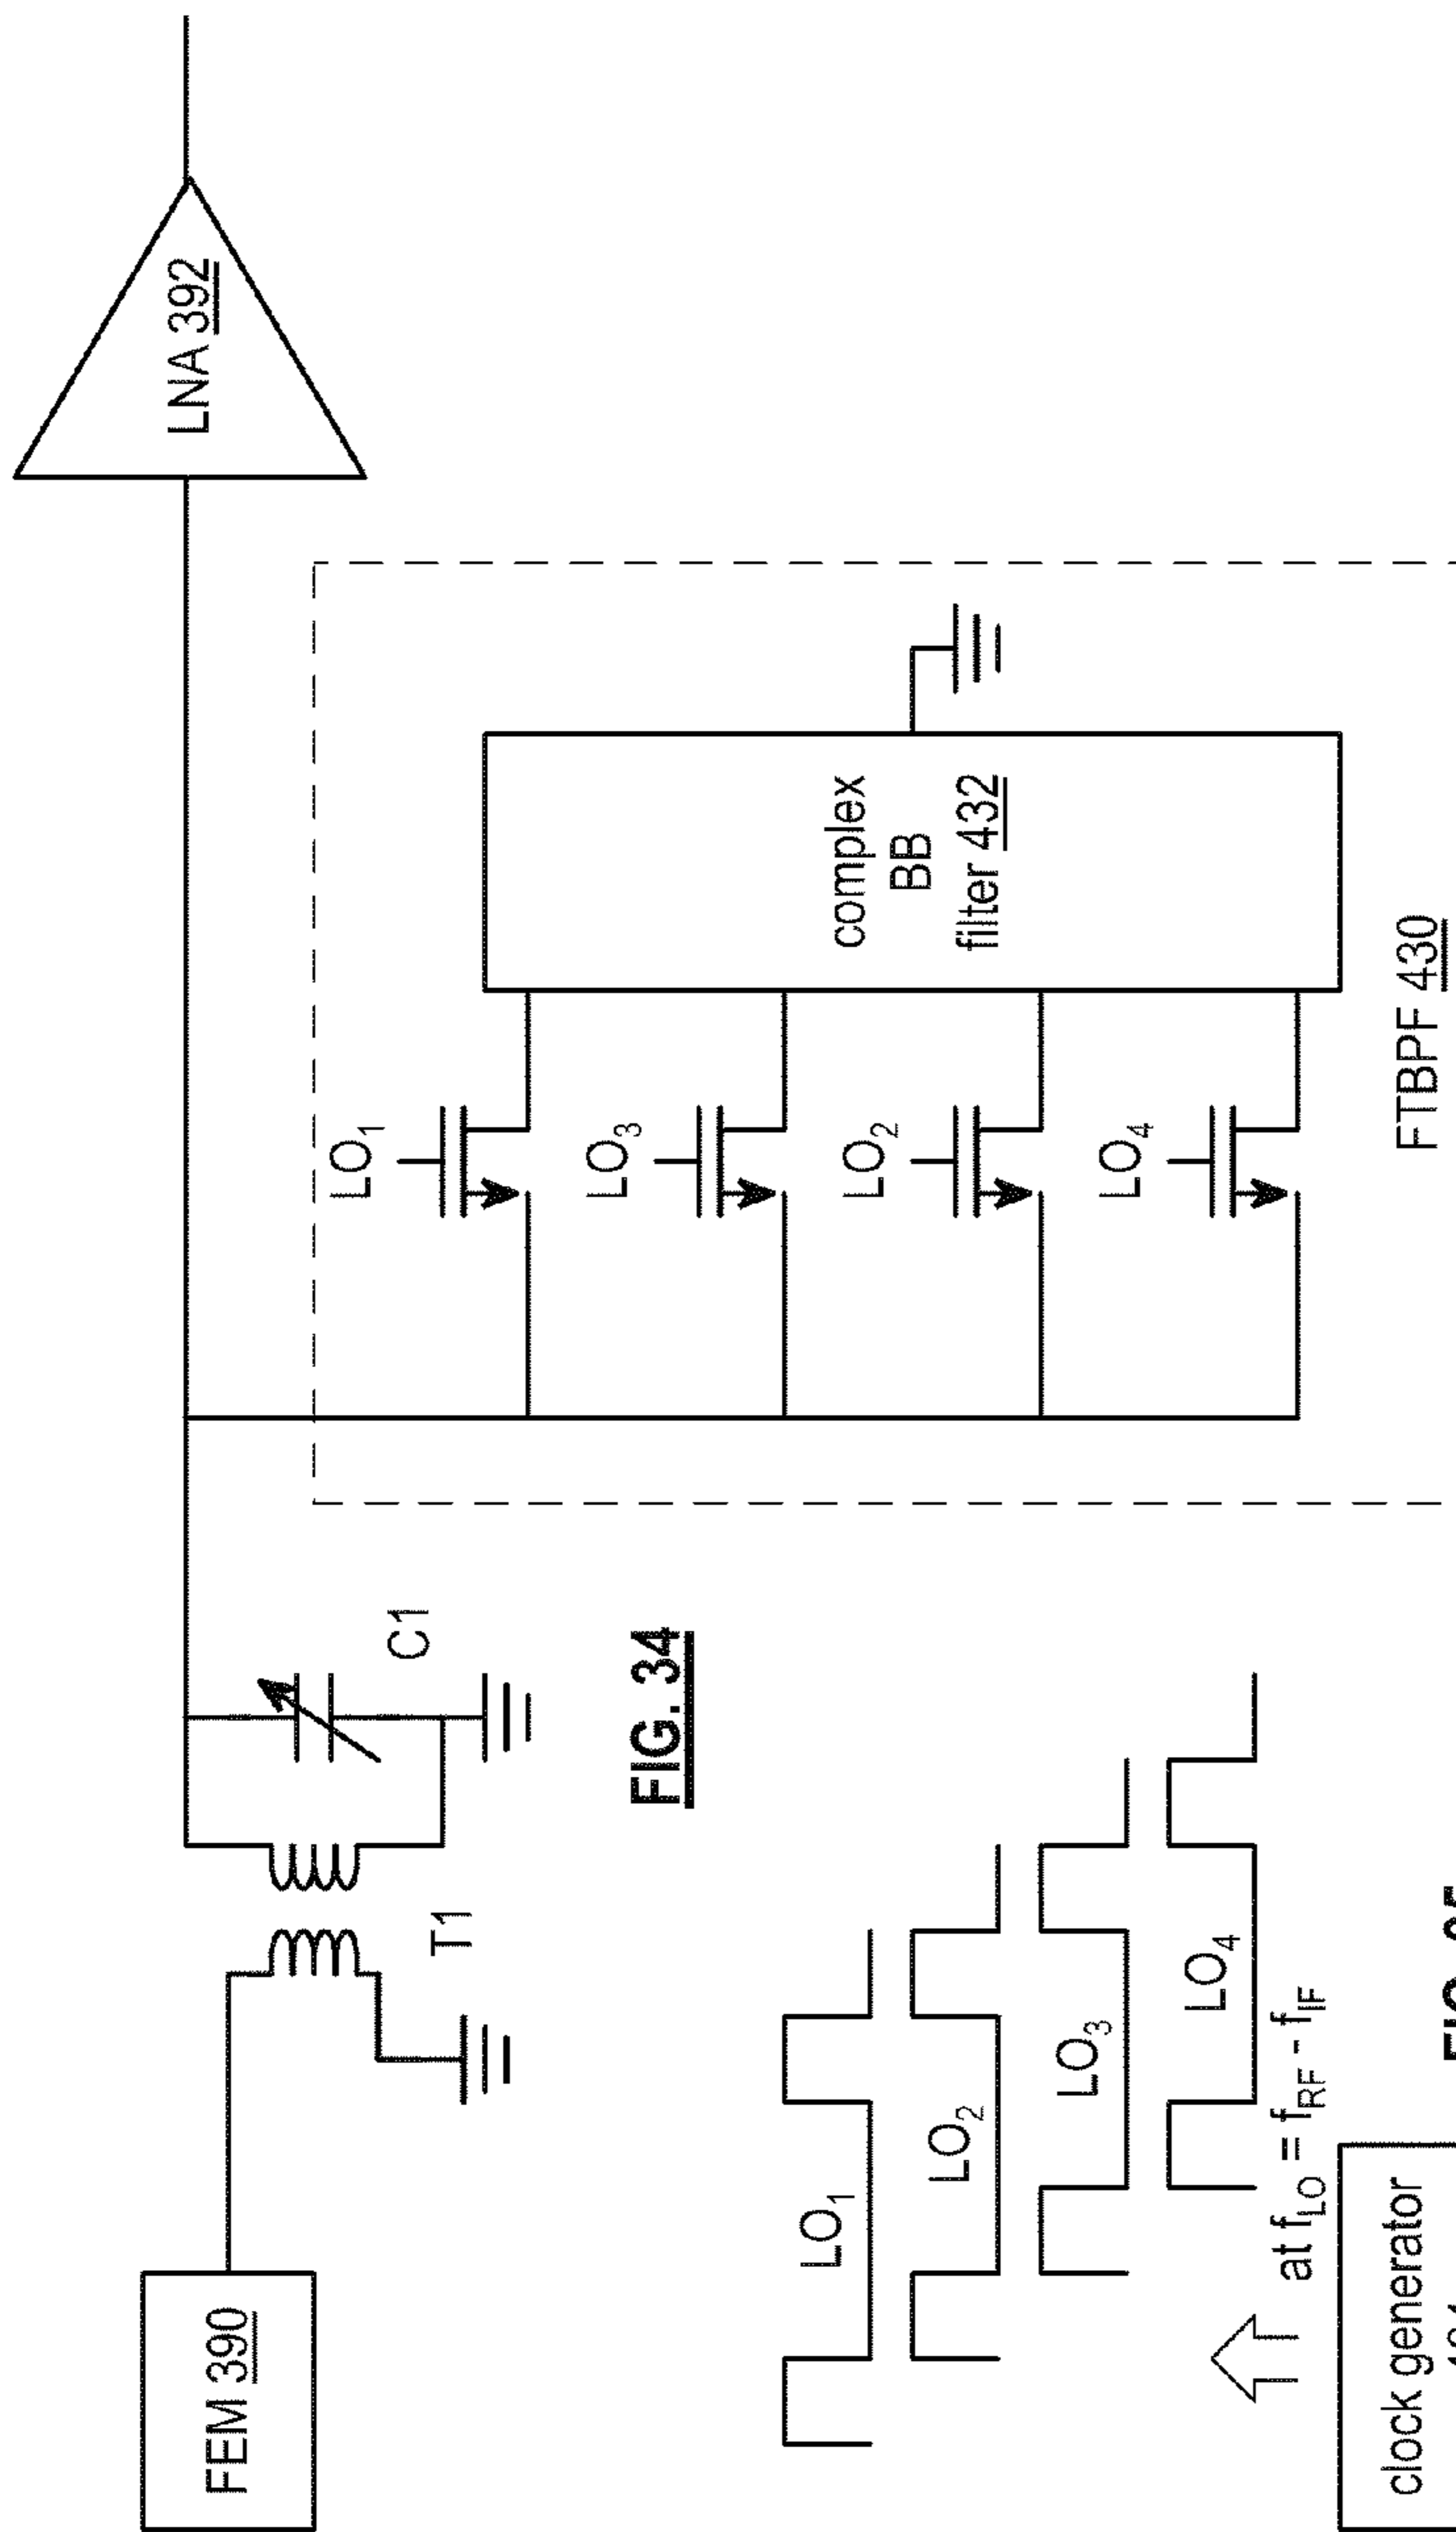 FEM 390
T1
C1
LNA 392
FIG. 34
LO1
LO3
LO2
LO4
complex
BB
filter 432
FTBPF 430
LO1
LO2
LO3
LO4
at fLO = fRF - fIF
clock generator